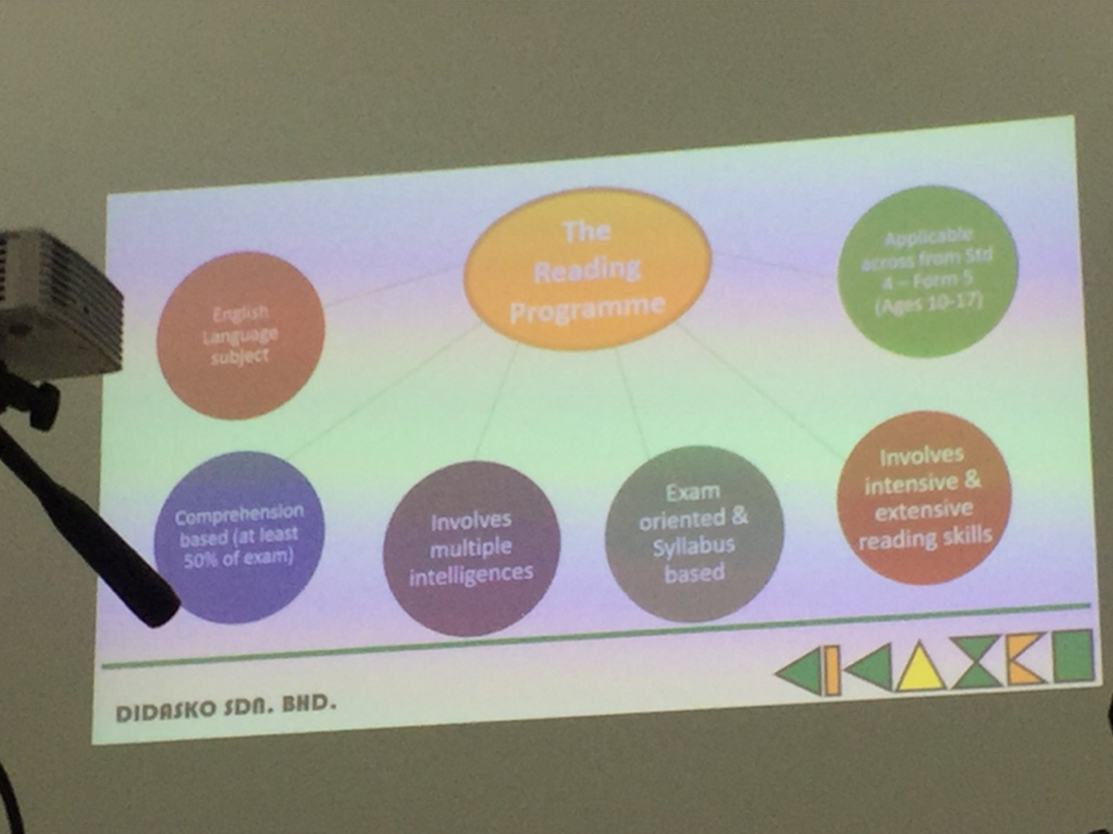 The
Reading
Programme
Applicable
across from Std
4 – Form 5
(Ages 10-17)
English
Language
subject
Comprehension
based (at least
50% of exam)
Involves
multiple
intelligences
Exam
oriented &
Syllabus
based
Involves
intensive &
extensive
reading skills
DIDASKO SDN. BHD.